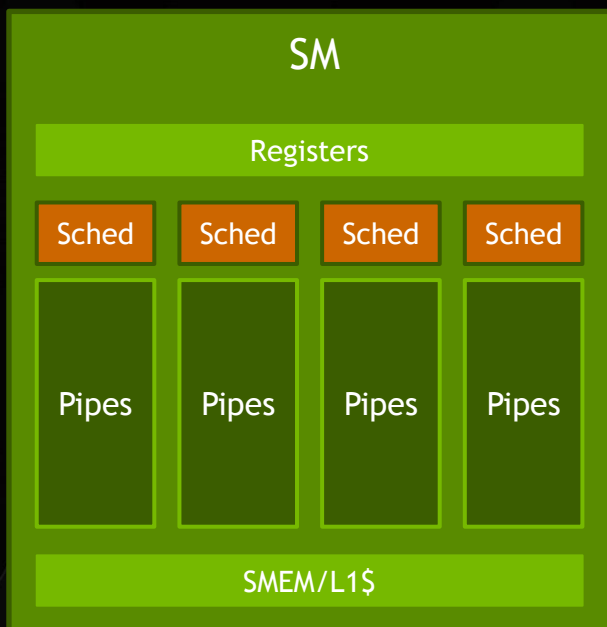 SM
Registers
Sched Sched Sched Sched
Pipes Pipes Pipes Pipes
SMEM/L1$